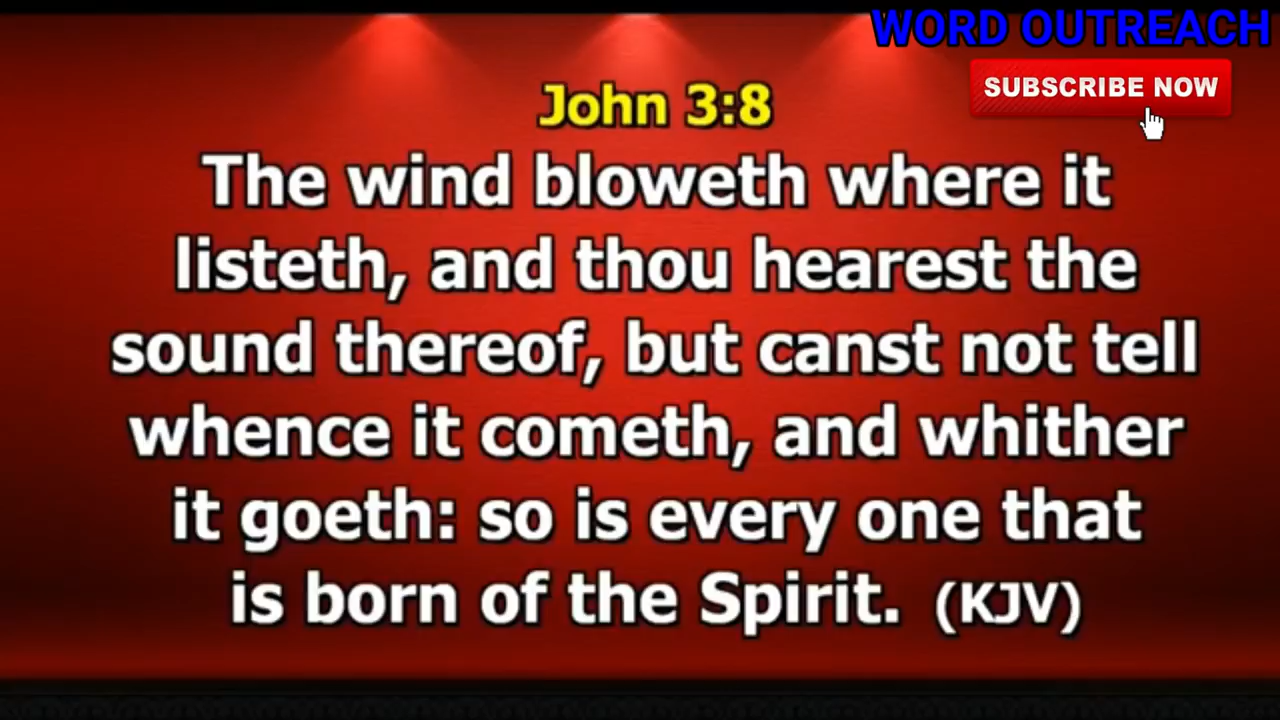 WORD OUTREACH
SUBSCRIBE NOW
John 3:8
The wind bloweth where it
listeth, and thou hearest the
sound thereof, but canst not tell
whence it cometh, and whither
it goeth: so is every one that
is born of the Spirit. (KJV)